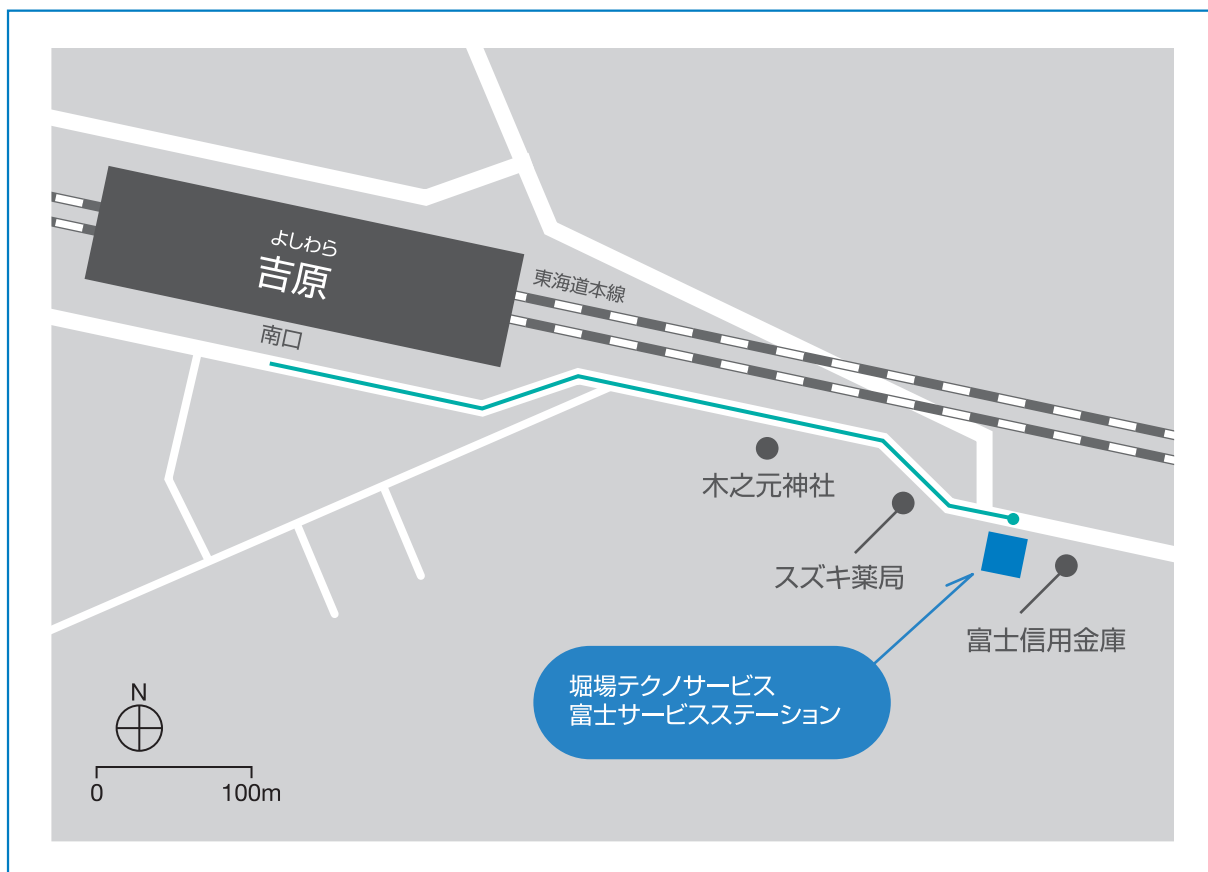 よしわら
吉原
東海道本線
南口
木之元神社
スズキ薬局
富士信用金庫
堀場テクノサービス
富士サービスステーション
N
0 100m